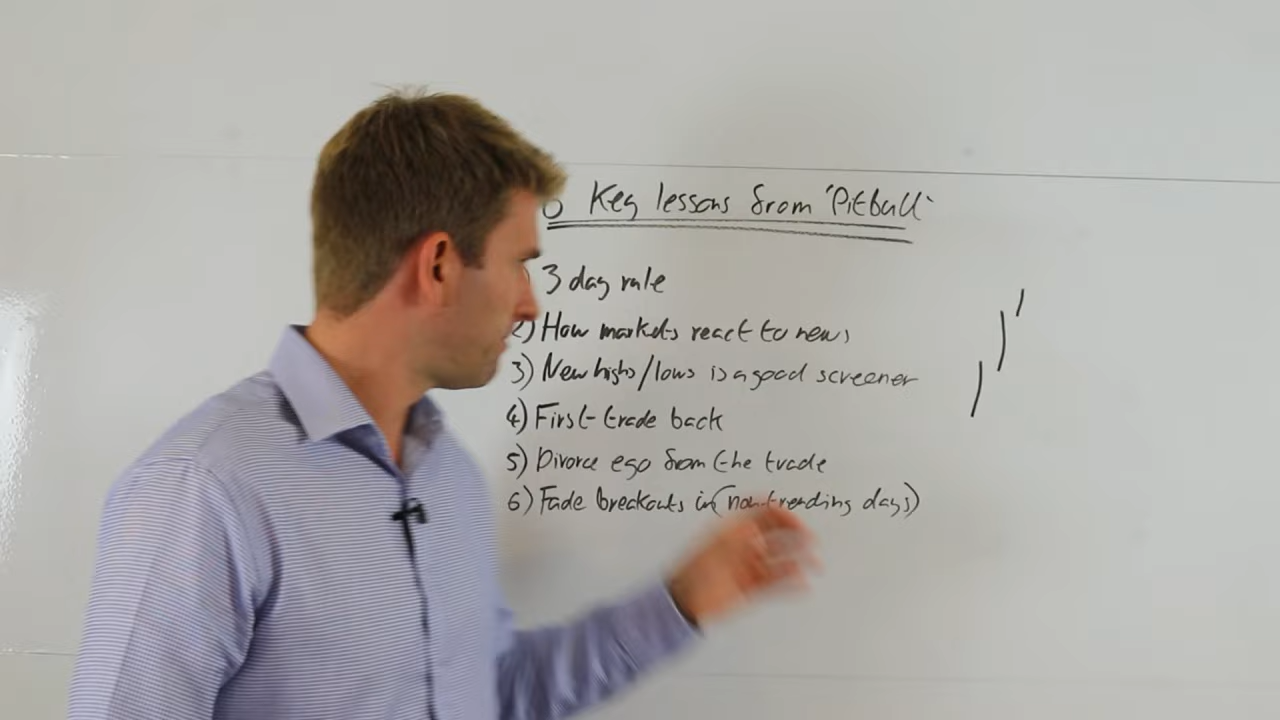 6 Key lessons from 'Pitbull'
) 3 day rule
2) How markets react to news
3) New highs/lows is a good screener
4) First trade back
5) Divorce ego from the trade
6) Fade breakouts in (non-trending days)